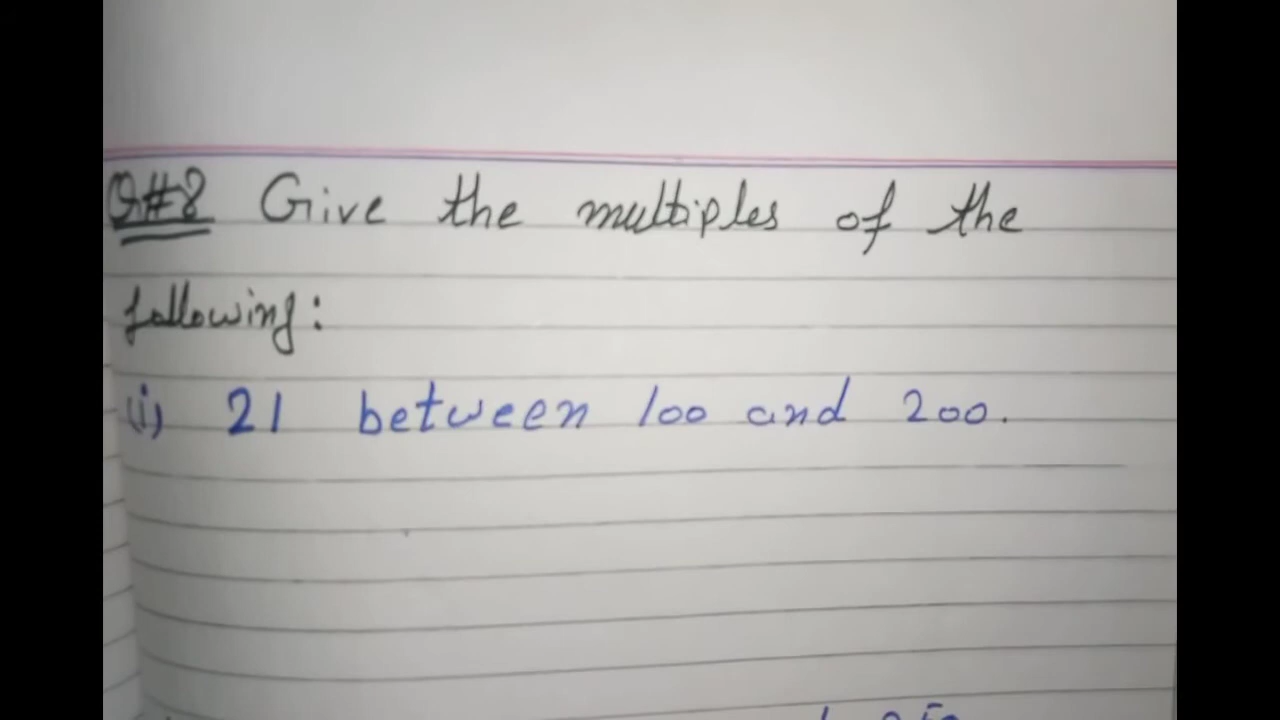 Q#8 Give the multiples of the
following:
(i) 21 between 100 and 200.